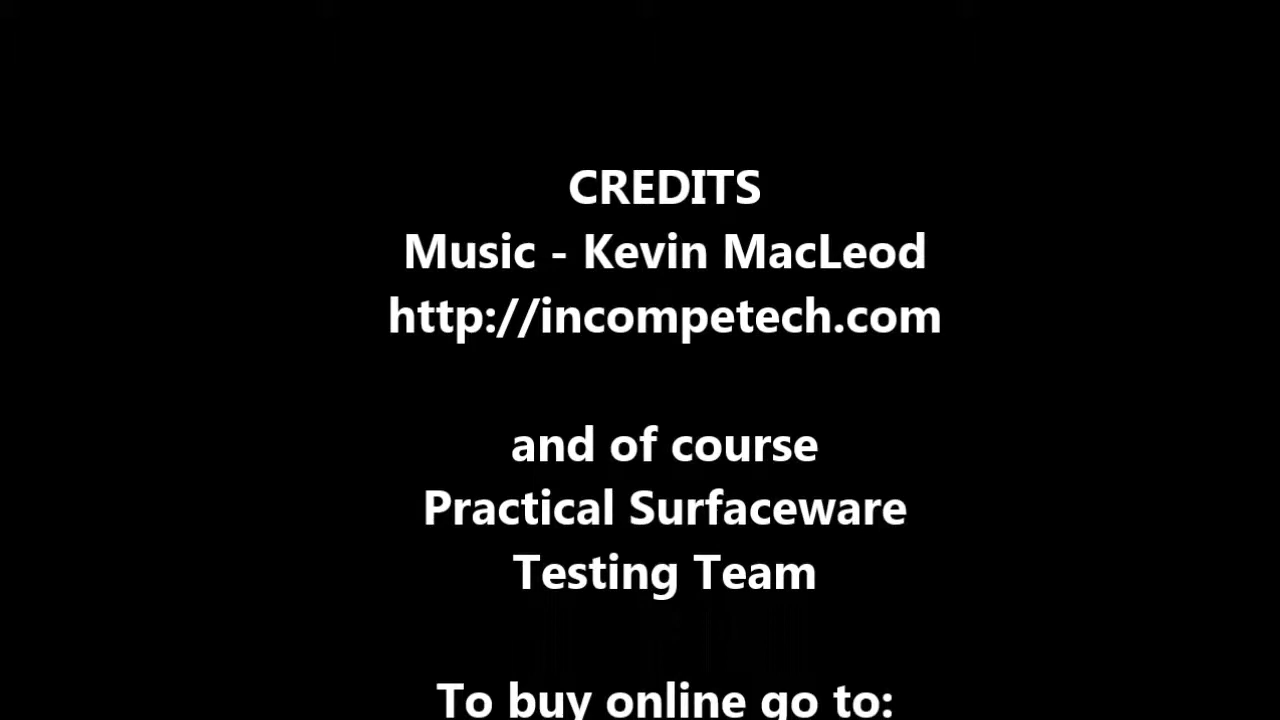 CREDITS
Music - Kevin MacLeod
http://incompetech.com
and of course
Practical Surfaceware
Testing Team
To buy online go to: